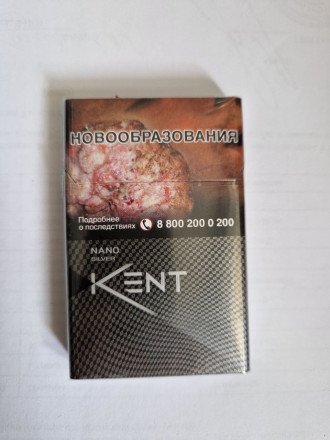 НОВООБРАЗОВАНИЯ
Подробнее
о последствиях 8 800 200 0 200
NANO
SILVER
KENT